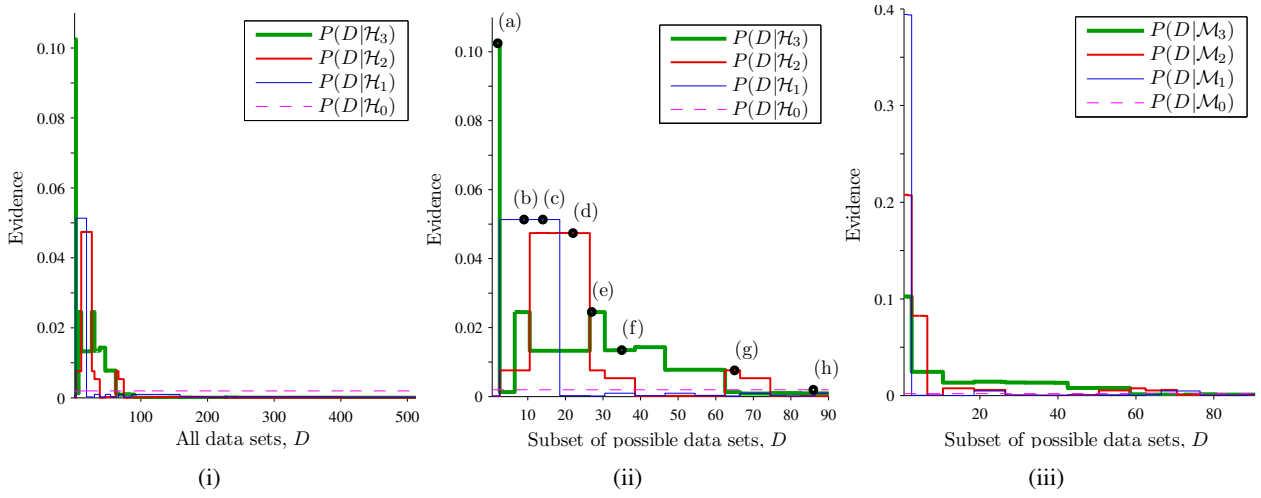 P(D|ℋ₃)
P(D|ℋ₂)
P(D|ℋ₁)
P(D|ℋ₀)
0.10
0.08
0.06
0.04
0.02
0
Evidence
100 200 300 400 500
All data sets, D
(i)
P(D|ℋ₃)
P(D|ℋ₂)
P(D|ℋ₁)
P(D|ℋ₀)
(a)
(b) (c) (d)
(e)
(f)
(g)
(h)
0.10
0.08
0.06
0.04
0.02
0
Evidence
10 20 30 40 50 60 70 80 90
Subset of possible data sets, D
(ii)
P(D|ℳ₃)
P(D|ℳ₂)
P(D|ℳ₁)
P(D|ℳ₀)
0.4
0.3
0.2
0.1
0
Evidence
20 40 60 80
Subset of possible data sets, D
(iii)